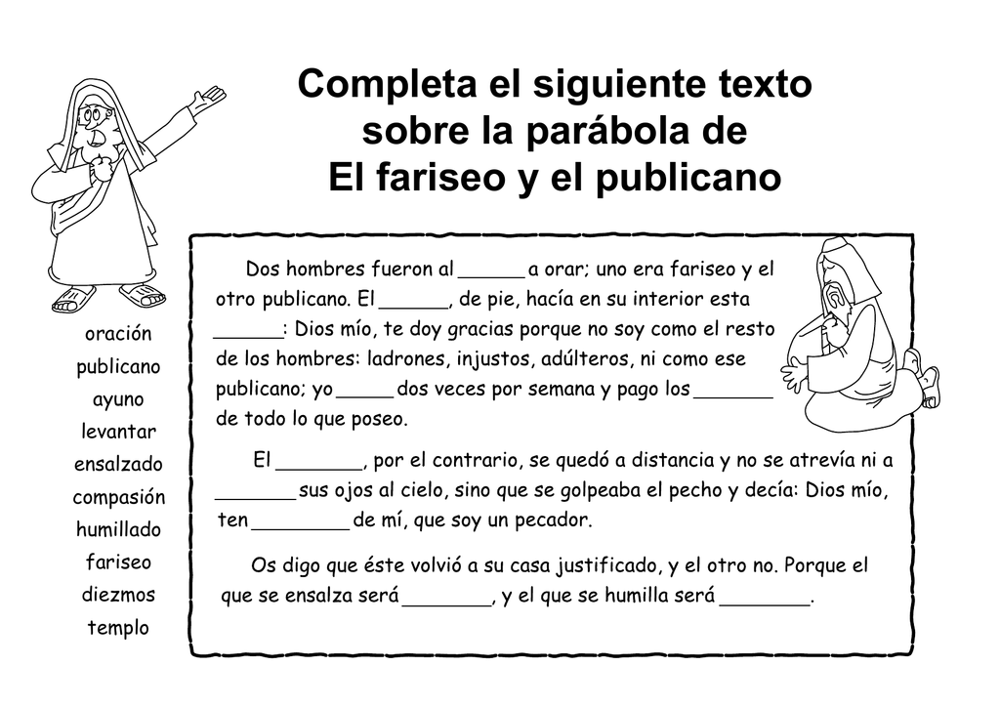 Completa el siguiente texto
sobre la parábola de
El fariseo y el publicano
oración
publicano
ayuno
levantar
ensalzado
compasión
humillado
fariseo
diezmos
templo
Dos hombres fueron al ______ a orar; uno era fariseo y el
otro publicano. El ______, de pie, hacía en su interior esta
______: Dios mío, te doy gracias porque no soy como el resto
de los hombres: ladrones, injustos, adúlteros, ni como ese
publicano; yo _____ dos veces por semana y pago los _______
de todo lo que poseo.
El _______, por el contrario, se quedó a distancia y no se atrevía ni a
_______ sus ojos al cielo, sino que se golpeaba el pecho y decía: Dios mío,
ten ________ de mí, que soy un pecador.
Os digo que éste volvió a su casa justificado, y el otro no. Porque el
que se ensalza será ________, y el que se humilla será ________.